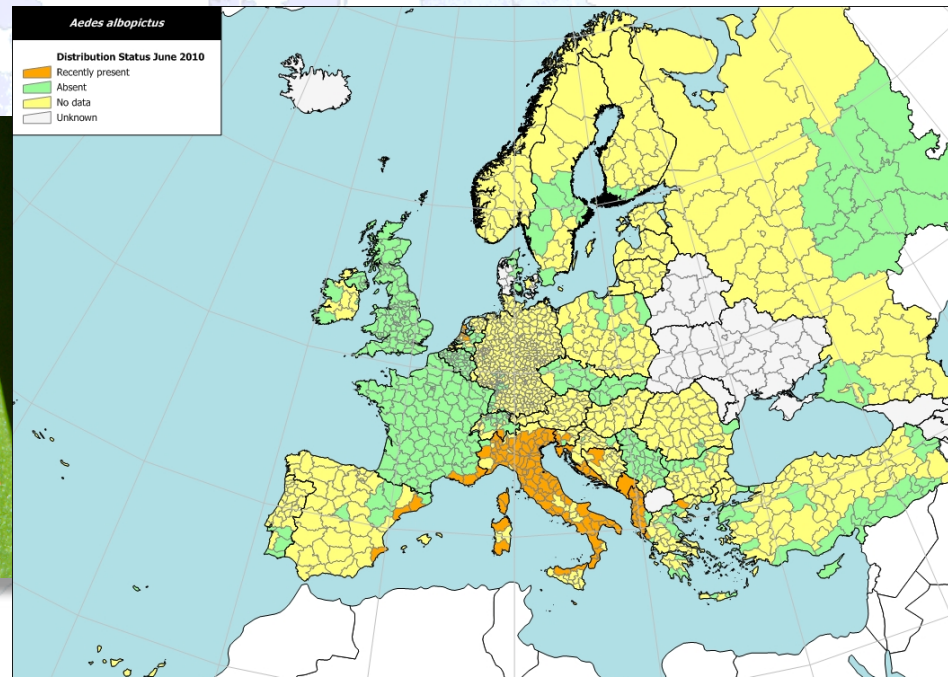 Aedes albopictus
Distribution Status June 2010
Recently present
Absent
No data
Unknown